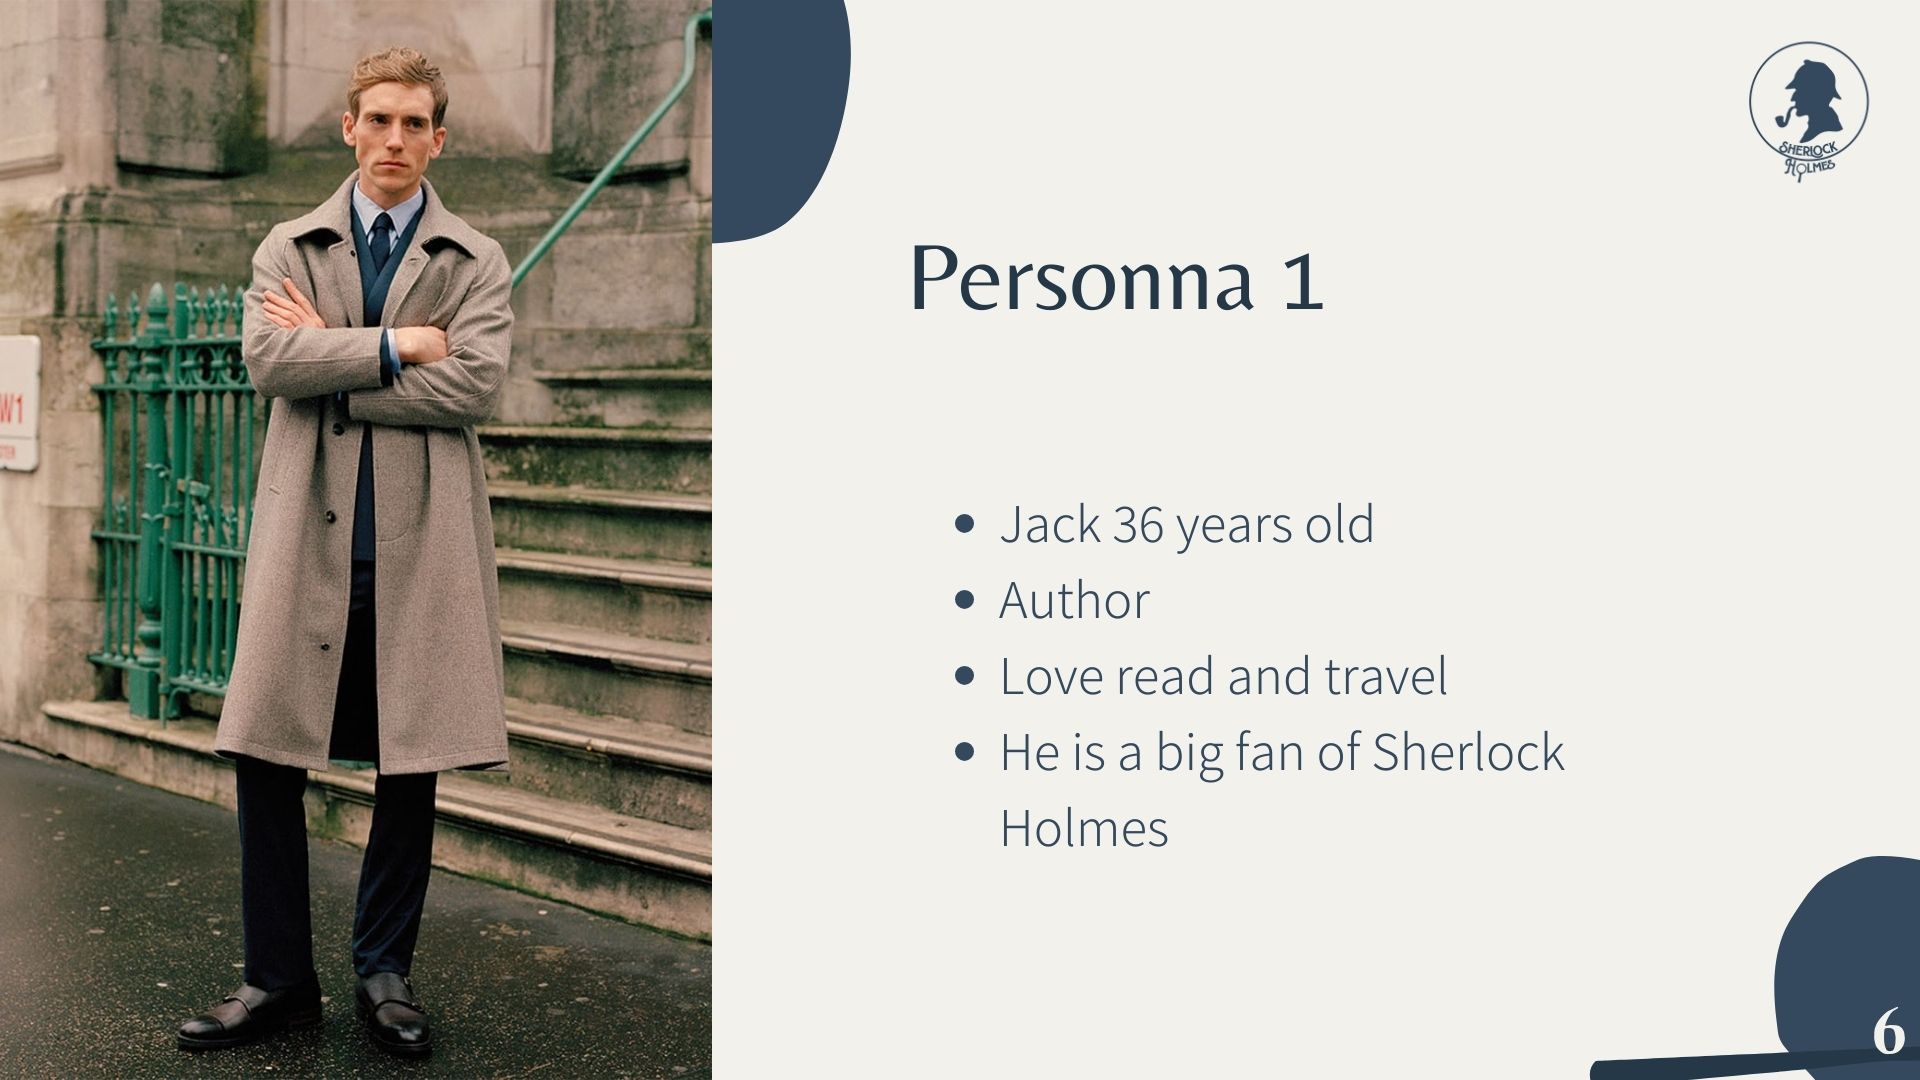 W1
SHERLOCK
HOLMES
Personna 1
Jack 36 years old
Author
Love read and travel
He is a big fan of Sherlock
Holmes
6